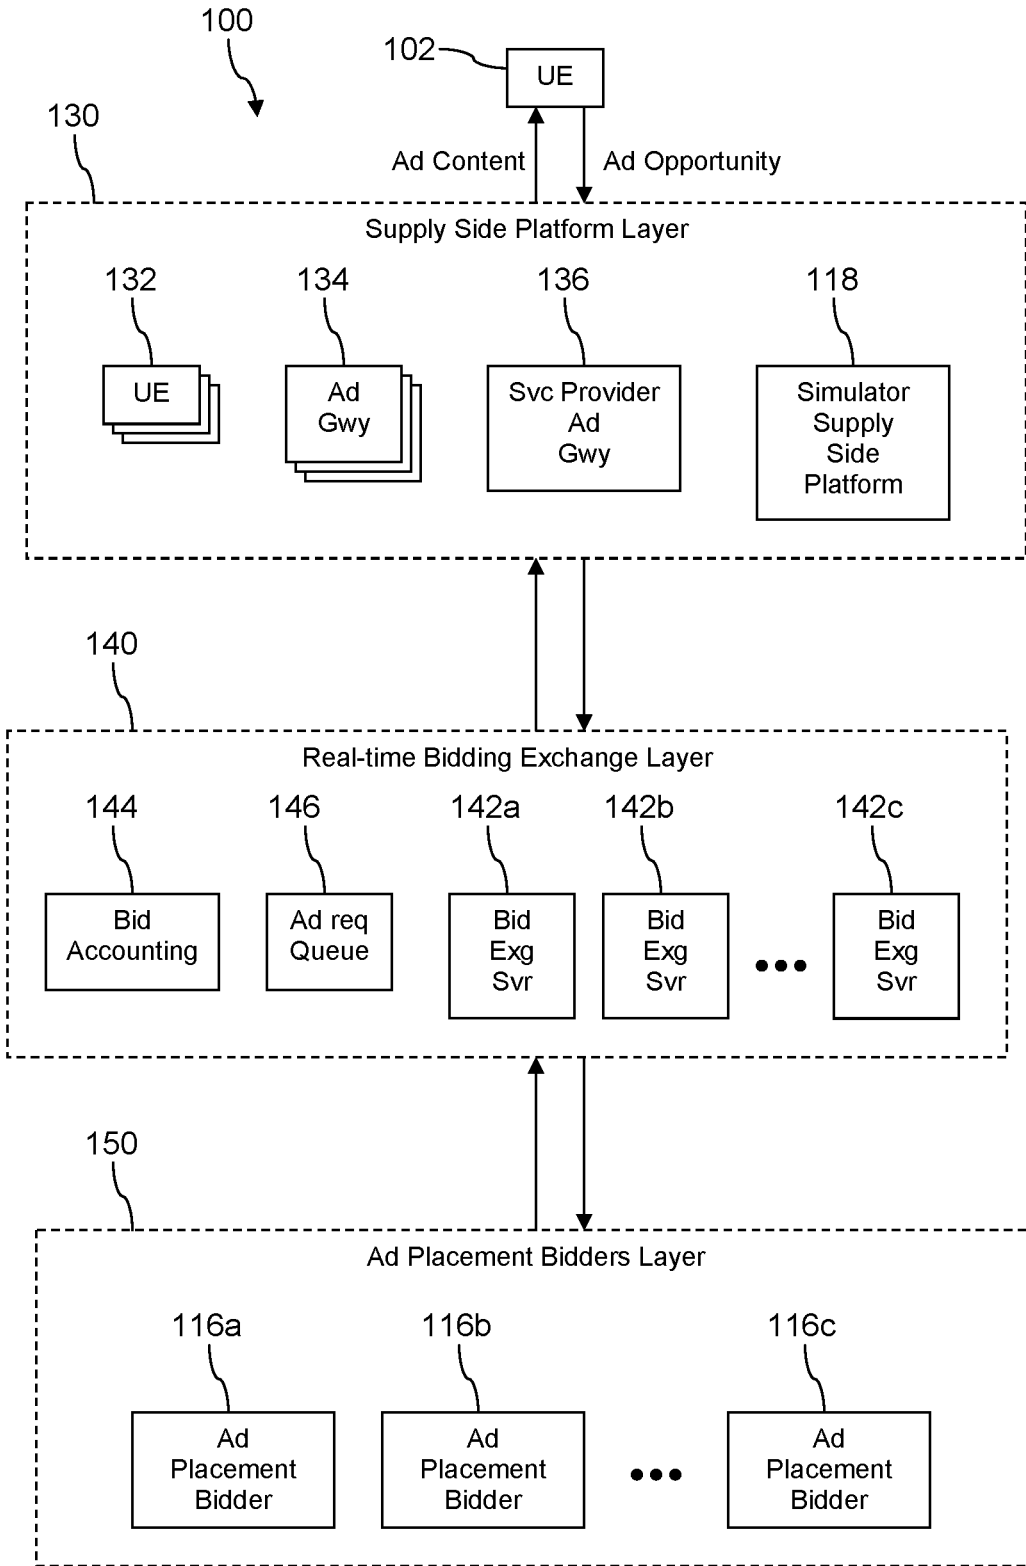 100
102
UE
130
Ad Content
Ad Opportunity
Supply Side Platform Layer
132
134
136
118
UE
Ad
Gwy
Svc Provider
Ad
Gwy
Simulator
Supply
Side
Platform
140
Real-time Bidding Exchange Layer
144
146
142a
142b
142c
Bid
Accounting
Ad req
Queue
Bid
Exg
Svr
Bid
Exg
Svr
Bid
Exg
Svr
150
Ad Placement Bidders Layer
116a
116b
116c
Ad
Placement
Bidder
Ad
Placement
Bidder
Ad
Placement
Bidder